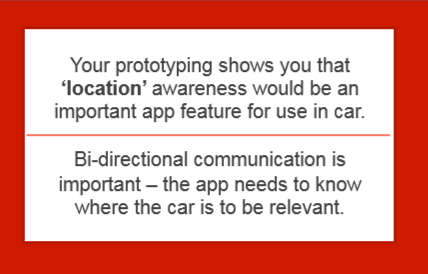 Your prototyping shows you that
‘location’ awareness would be an
important app feature for use in car.
Bi-directional communication is
important – the app needs to know
where the car is to be relevant.